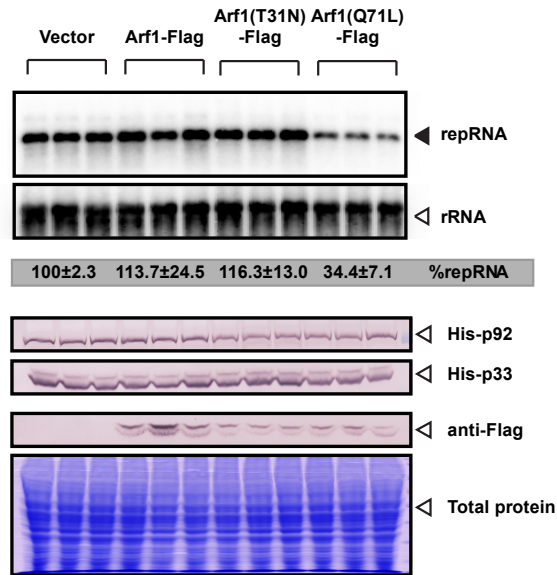 Vector Arf1-Flag Arf1(T31N) Arf1(Q71L)
-Flag -Flag
repRNA
rRNA
100±2.3 113.7±24.5 116.3±13.0 34.4±7.1 %repRNA
His-p92
His-p33
anti-Flag
Total protein